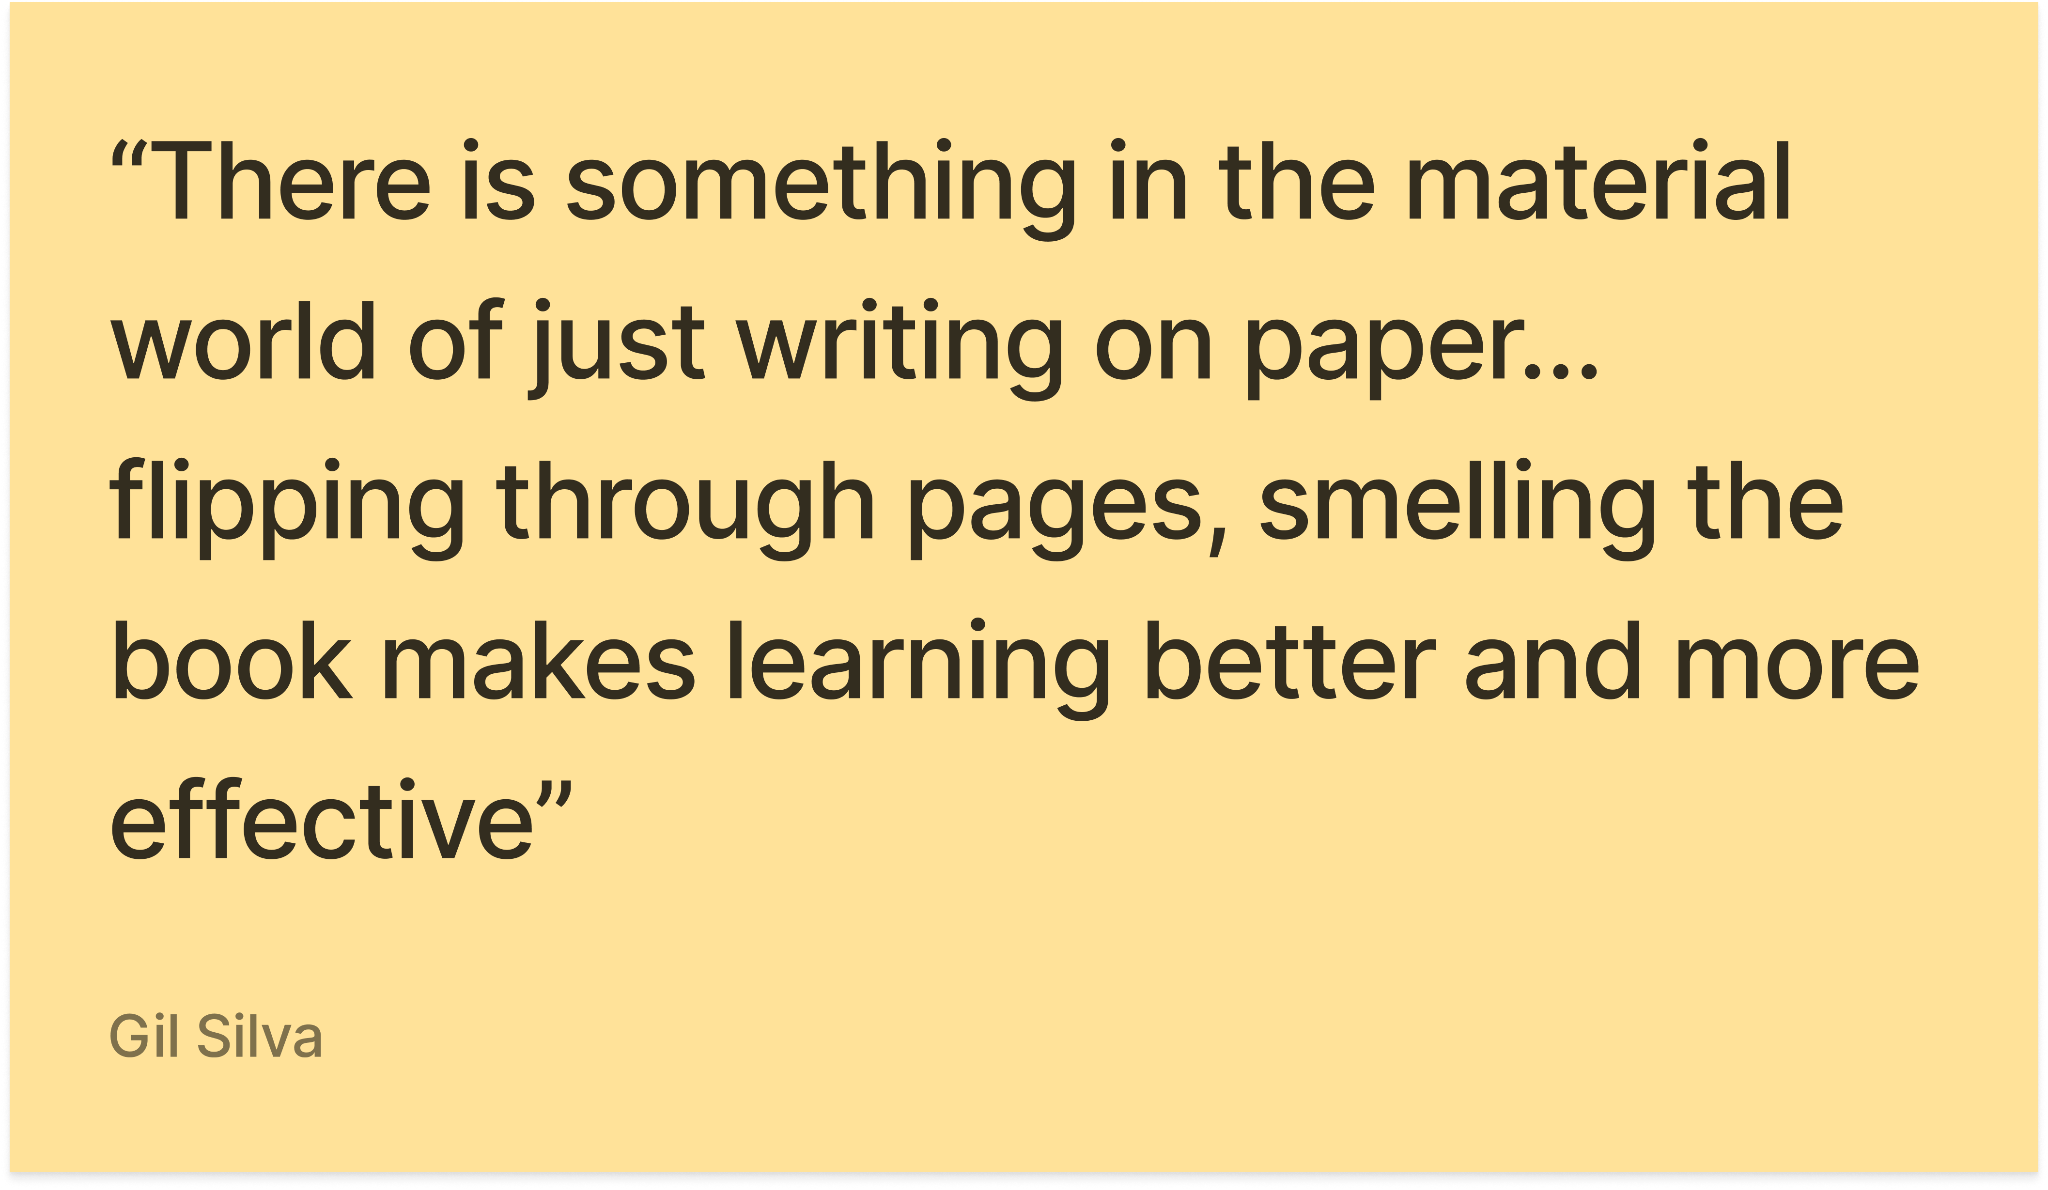 “There is something in the material
world of just writing on paper...
flipping through pages, smelling the
book makes learning better and more
effective”
Gil Silva